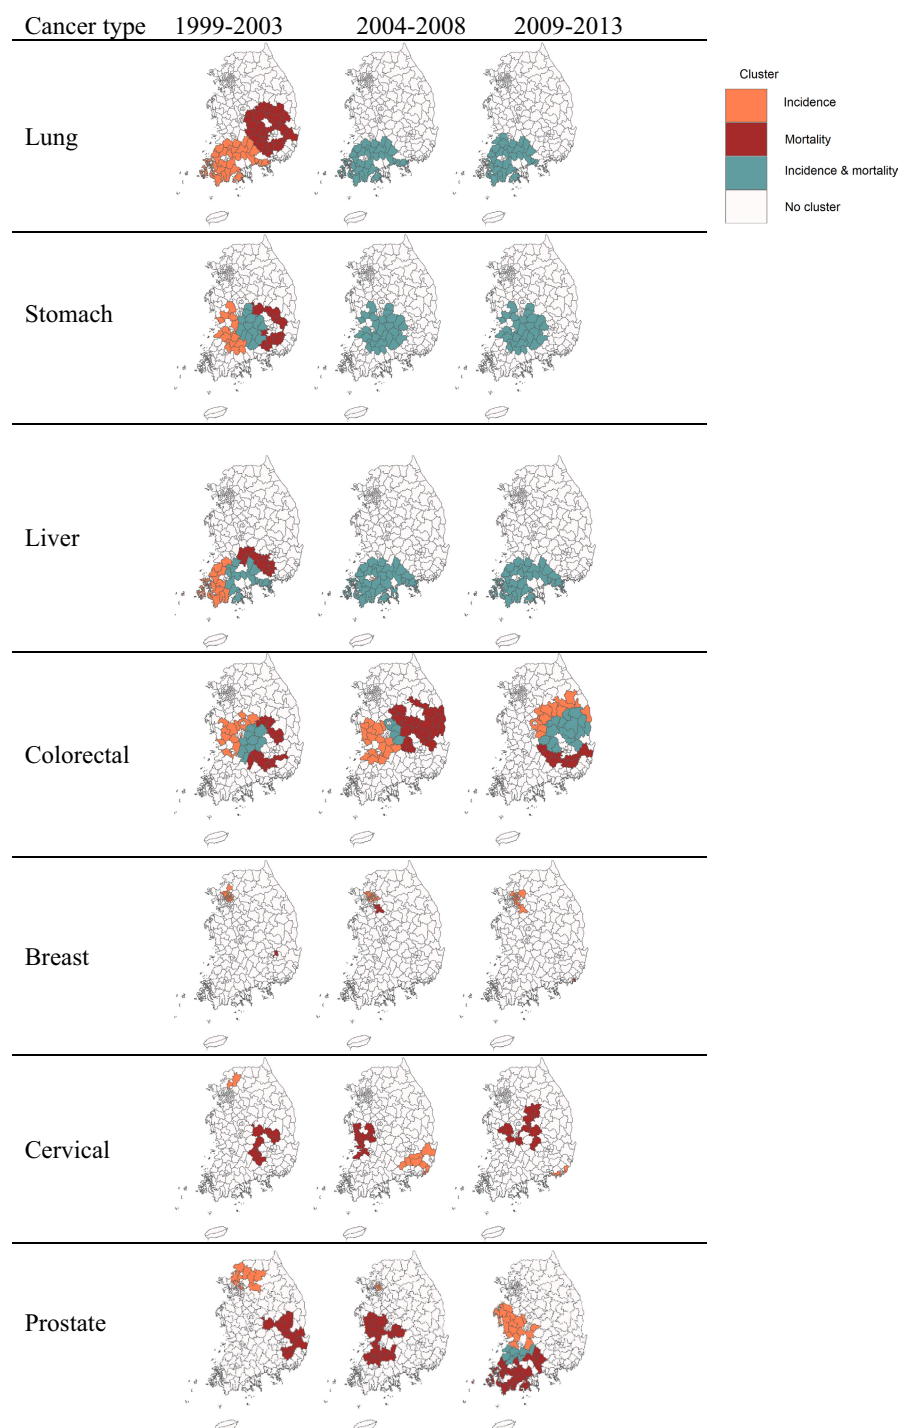 Cancer type 1999-2003 2004-2008 2009-2013
Cluster
Incidence
Lung
Mortality
Incidence & mortality
No cluster
Stomach
Liver
Colorectal
Breast
Cervical
Prostate